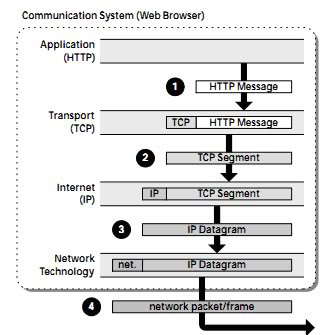 Communication System (Web Browser)
Application
(HTTP)
1 HTTP Message
Transport
(TCP)
TCP HTTP Message
2 TCP Segment
Internet
(IP)
IP TCP Segment
3 IP Datagram
Network
Technology
net. IP Datagram
4 network packet/frame